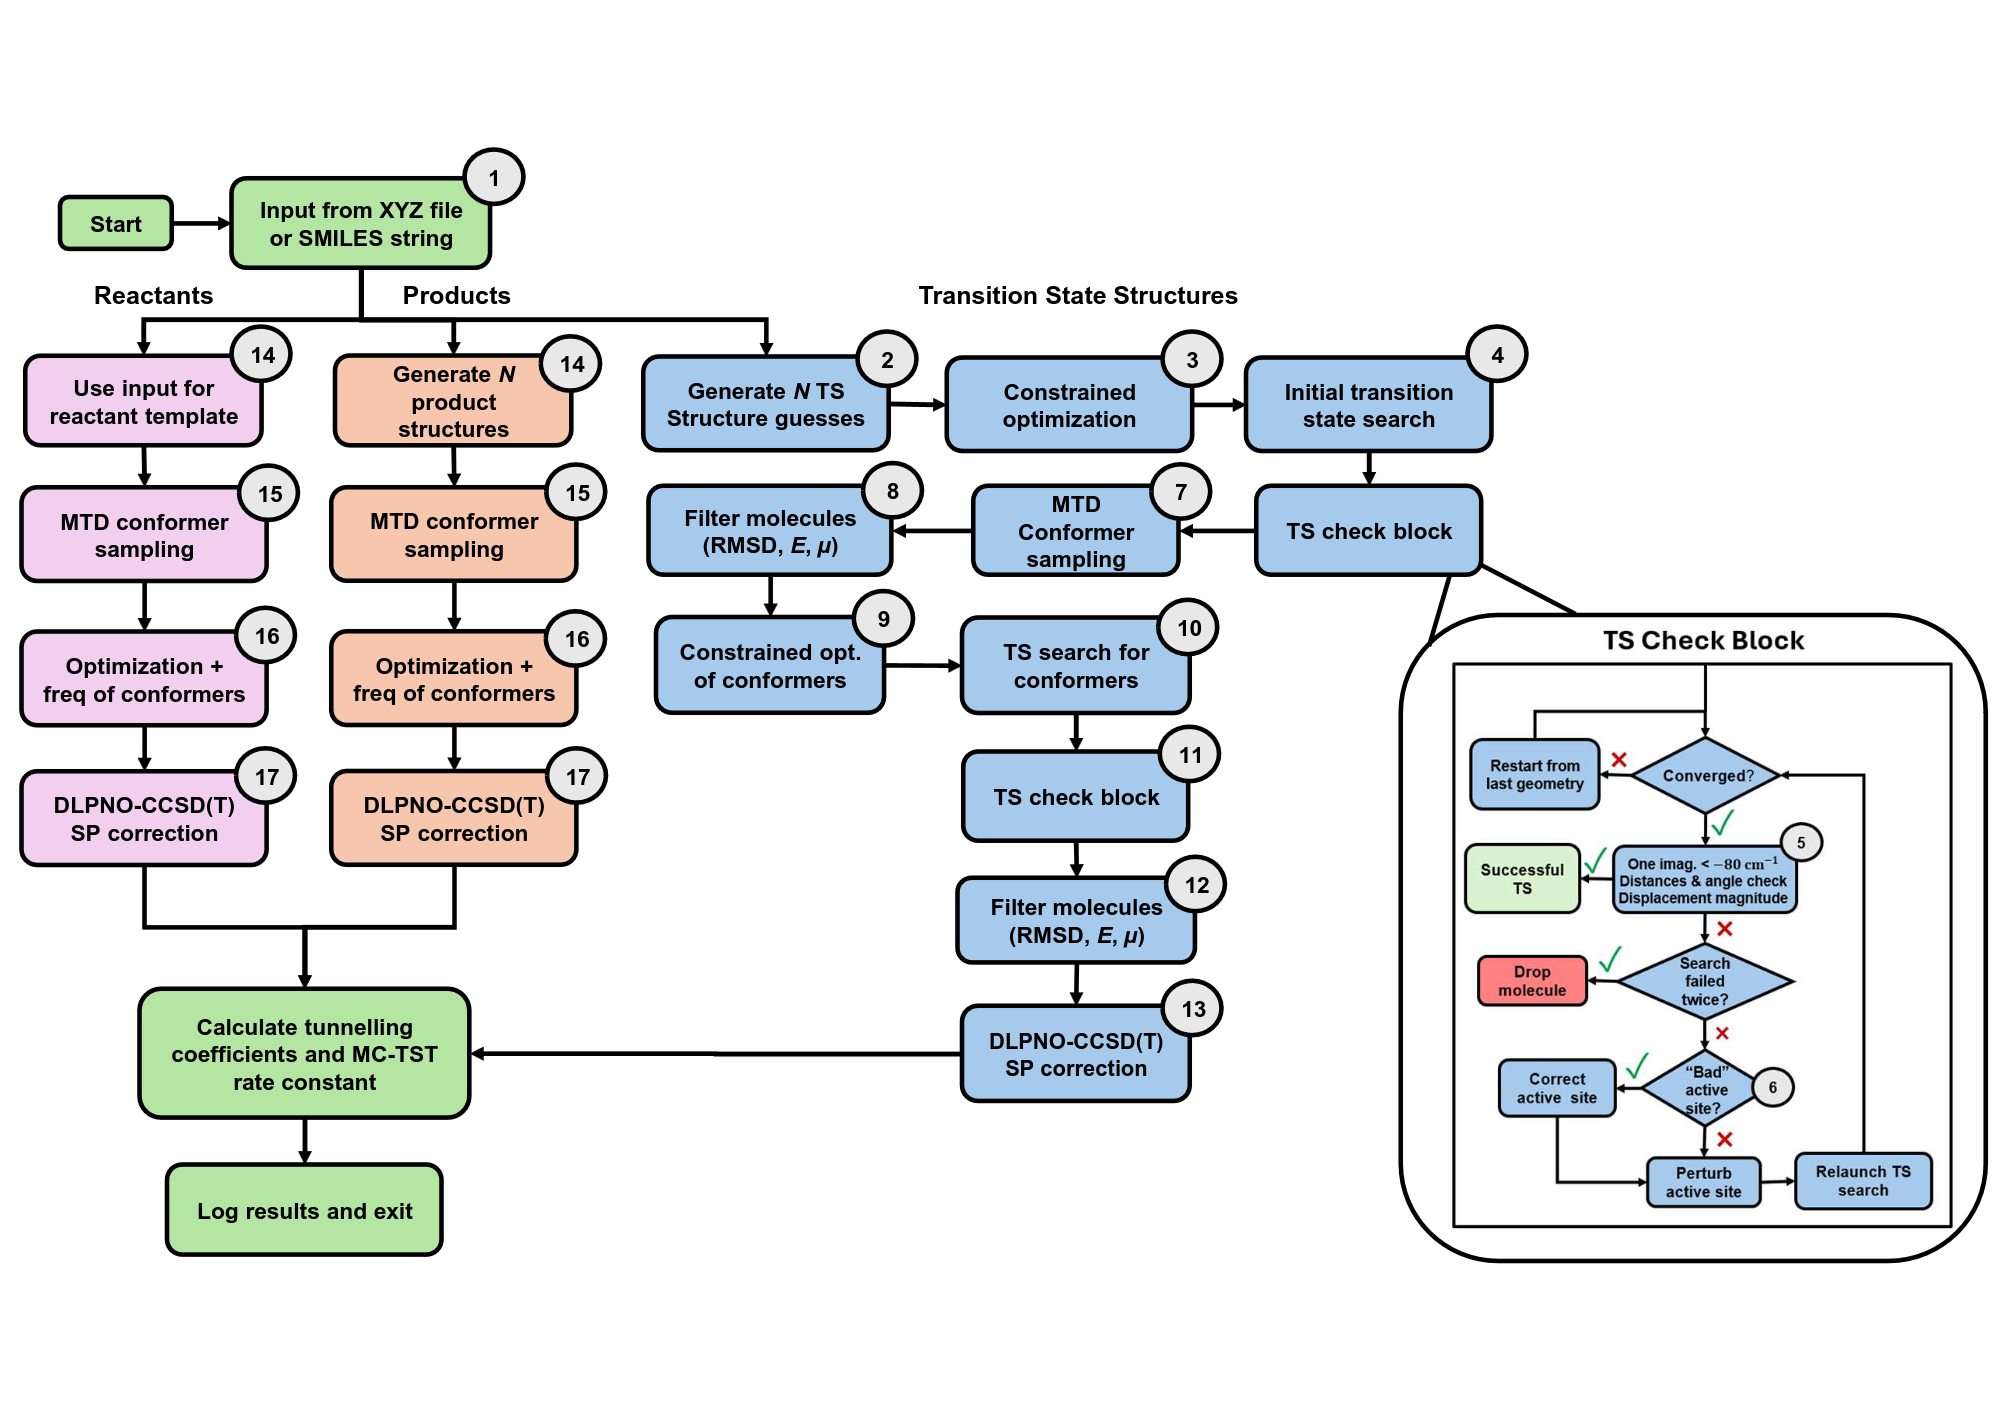 1
Start
Input from XYZ file
or SMILES string
Reactants
Products
Transition State Structures
14
Use input for
reactant template
14
Generate N
product
structures
2
Generate N TS
Structure guesses
3
Constrained
optimization
4
Initial transition
state search
15
MTD conformer
sampling
15
MTD conformer
sampling
8
Filter molecules
(RMSD, E, μ)
7
MTD
Conformer
sampling
TS check block
16
Optimization +
freq of conformers
16
Optimization +
freq of conformers
9
Constrained opt.
of conformers
10
TS search for
conformers
17
DLPNO-CCSD(T)
SP correction
17
DLPNO-CCSD(T)
SP correction
11
TS check block
12
Filter molecules
(RMSD, E, μ)
13
DLPNO-CCSD(T)
SP correction
Calculate tunnelling
coefficients and MC-TST
rate constant
Log results and exit
TS Check Block
Restart from
last geometry
Converged?
5
Successful
TS
One imag. < −80 cm⁻¹
Distances & angle check
Displacement magnitude
Drop
molecule
Search
failed
twice?
Correct
active site
“Bad”
active
site?
6
Perturb
active site
Relaunch TS
search